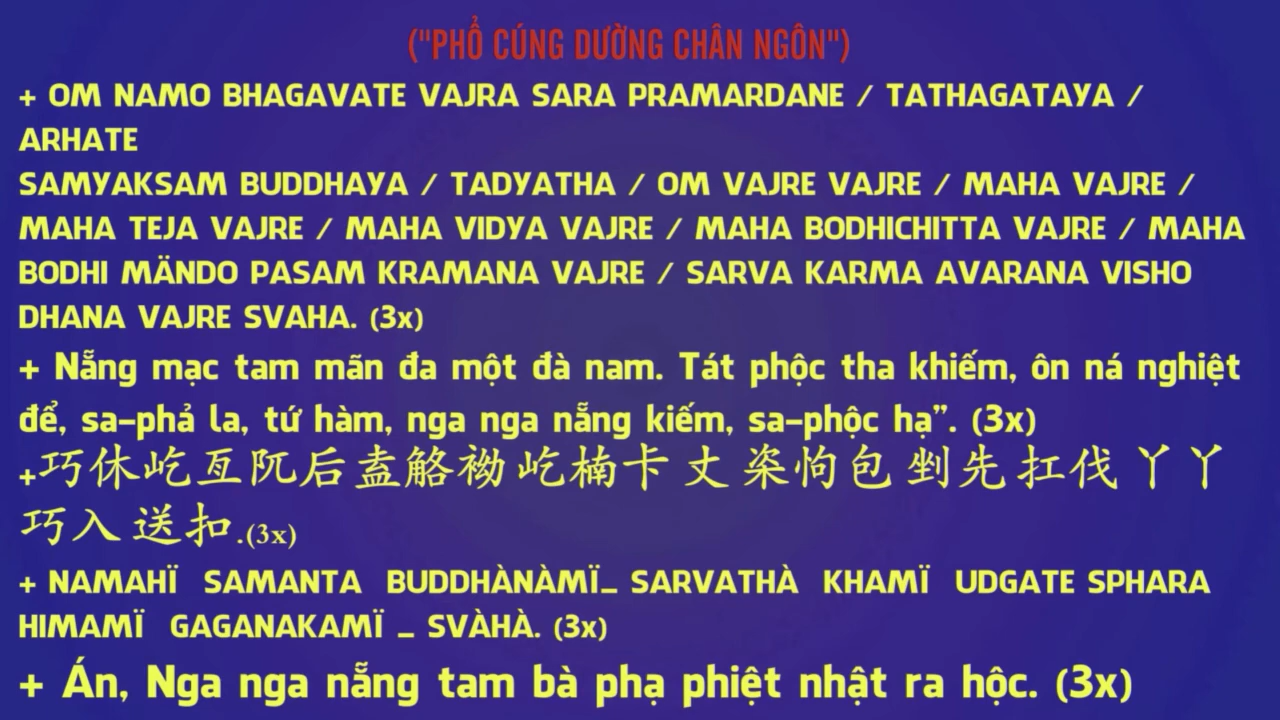 ("PHỔ CÚNG DƯỜNG CHÂN NGÔN")
+ OM NAMO BHAGAVATE VAJRA SARA PRAMARDANE / TATHAGATAYA /
ARHATE
SAMYAKSAM BUDDHAYA / TADYATHA / OM VAJRE VAJRE / MAHA VAJRE /
MAHA TEJA VAJRE / MAHA VIDYA VAJRE / MAHA BODHICHITTA VAJRE / MAHA
BODHI MÄNDO PASAM KRAMANA VAJRE / SARVA KARMA AVARANA VISHO
DHANA VAJRE SVAHA. (3x)
+ Nẵng mạc tam mãn đa một đà nam. Tát phộc tha khiếm, ôn ná nghiệt
để, sa-phả la, tứ hàm, nga nga nẵng kiếm, sa-phộc hạ”. (3x)
+巧休屹亙阢后盍觡袎屹楠卡丈栥怐包剉先扛伐丫丫
巧入送扣.(3x)
+ NAMAHÏ SAMANTA BUDDHÀNÀMÏ_ SARVATHÀ KHAMÏ UDGATE SPHARA
HIMAMÏ GAGANAKAMÏ _ SVÀHÀ. (3x)
+ Án, Nga nga nẵng tam bà phạ phiệt nhật ra hộc. (3x)